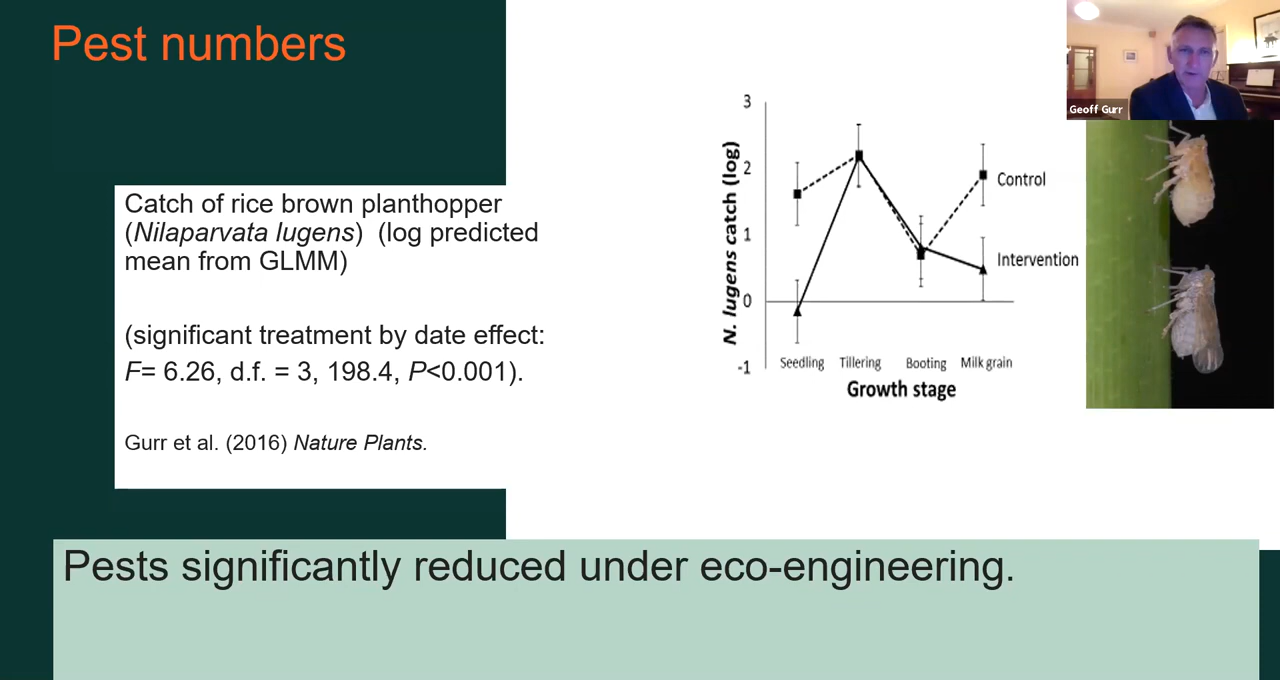 Pest numbers
Geoff Gurr
Catch of rice brown planthopper
(Nilaparvata lugens)  (log predicted
mean from GLMM)
(significant treatment by date effect:
F= 6.26, d.f. = 3, 198.4, P<0.001).
Gurr et al. (2016) Nature Plants.
N. lugens catch (log)
3
2
1
0
-1
Control
Intervention
Seedling Tillering Booting Milk grain
Growth stage
Pests significantly reduced under eco-engineering.